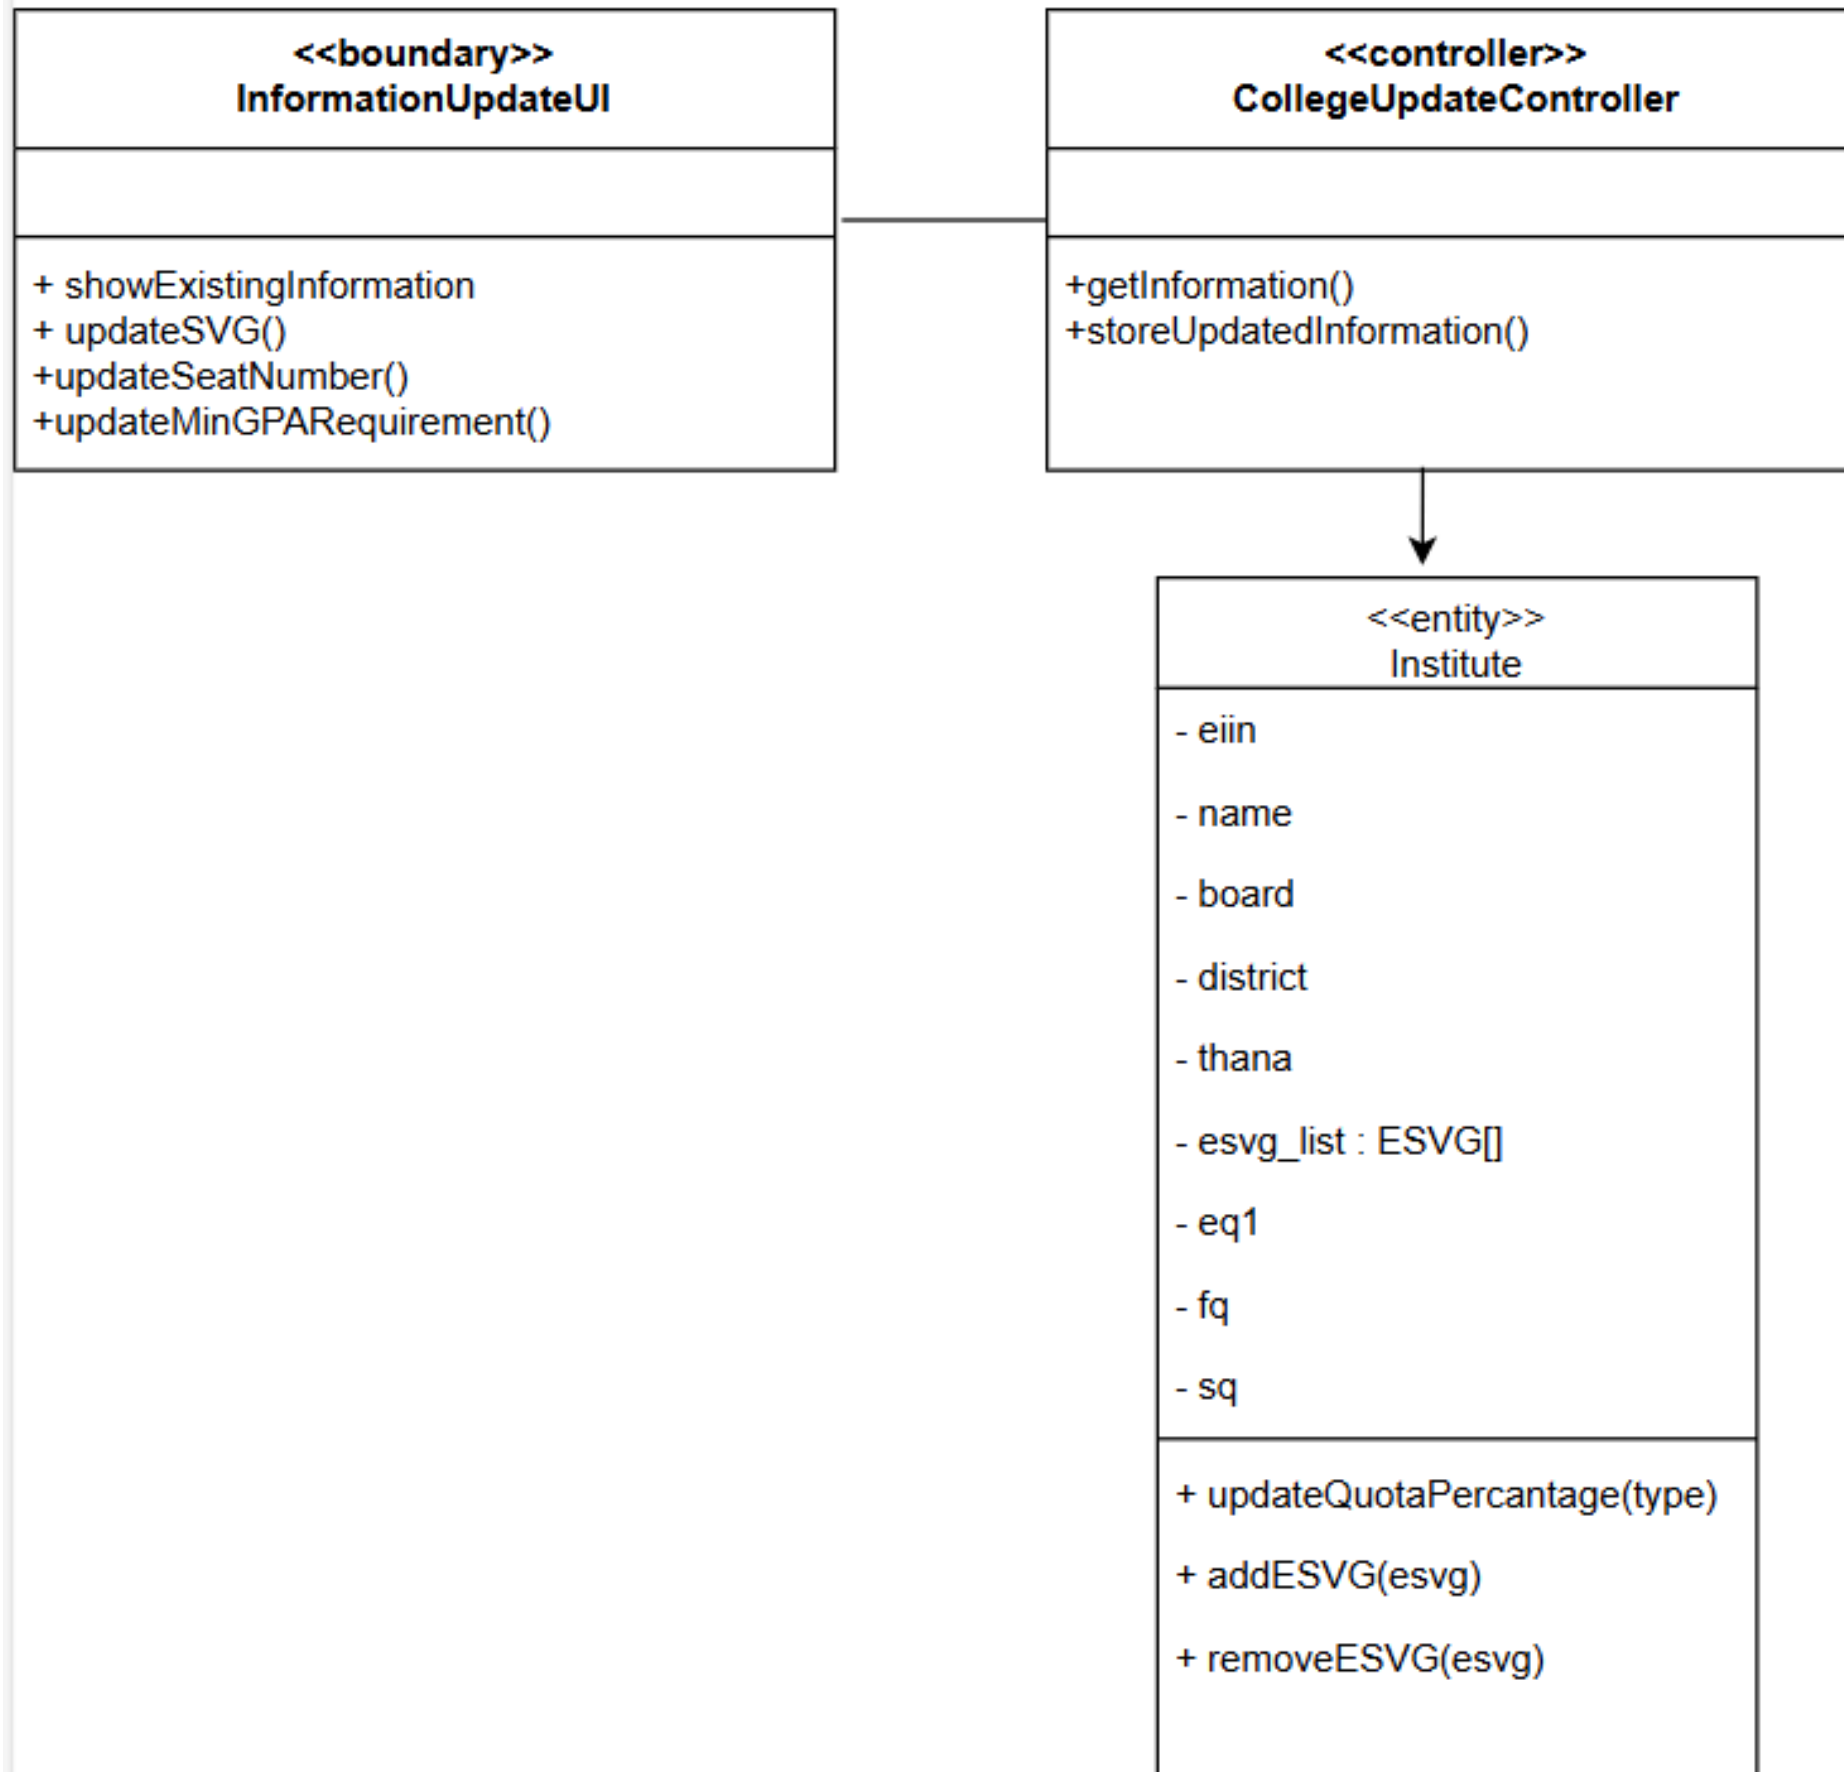 <<boundary>>
InformationUpdateUI
+ showExistingInformation
+ updateSVG()
+updateSeatNumber()
+updateMinGPARequirement()
<<controller>>
CollegeUpdateController
+getInformation()
+storeUpdatedInformation()
<<entity>>
Institute
- eiin
- name
- board
- district
- thana
- esvg_list : ESVG[]
- eq1
- fq
- sq
+ updateQuotaPercantage(type)
+ addESVG(esvg)
+ removeESVG(esvg)